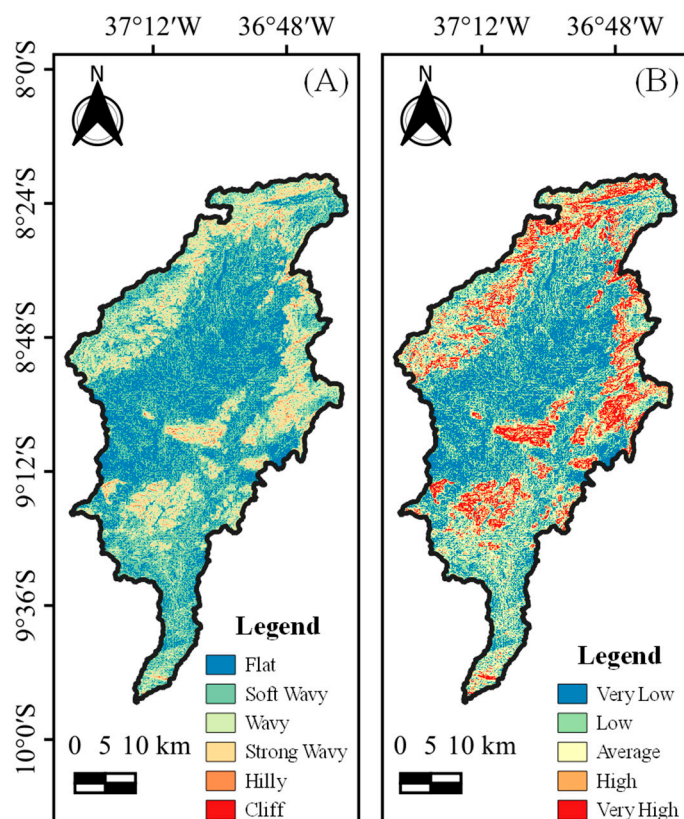 37°12′W 36°48′W 37°12′W 36°48′W
8°0′S
N (A)
N (B)
8°24′S
8°48′S
9°12′S
9°36′S
10°0′S
Legend
Flat
Soft Wavy
Wavy
Strong Wavy
Hilly
Cliff
0 5 10 km
Legend
Very Low
Low
Average
High
Very High
0 5 10 km